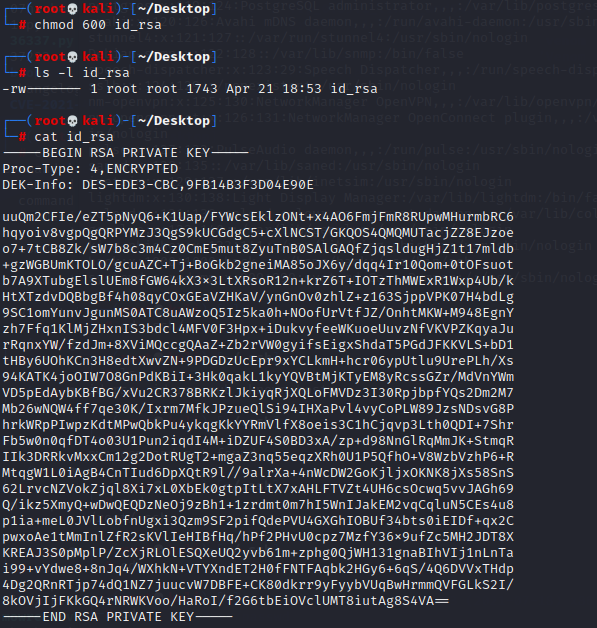 ┌──(root💀kali)-[~/Desktop]
└─# chmod 600 id_rsa
┌──(root💀kali)-[~/Desktop]
└─# ls -l id_rsa
-rw------- 1 root root 1743 Apr 21 18:53 id_rsa
┌──(root💀kali)-[~/Desktop]
└─# cat id_rsa
-----BEGIN RSA PRIVATE KEY-----
Proc-Type: 4,ENCRYPTED
DEK-Info: DES-EDE3-CBC,9FB14B3F3D04E90E
uuQm2CFIe/eZT5pNyQ6+K1Uap/FYWcsEklzONt+x4AO6FmjFmR8RUpwMHurmbRC6
hqyoiv8vgpQgQRPYMzJ3QgS9kUCGdgC5+cXlNCST/GKQOS4QMQMUTacjZZ8EJzoe
o7+7tCB8Zk/sW7b8c3m4Cz0CmE5mut8ZyuTnB0SAlGAQfZjqsldugHjZ1t17mldb
+gzWGBUmKTOLO/gcuAZC+Tj+BoGkb2gneiMA85oJX6y/dqq4Ir10Qom+0tOFsuot
b7A9XTubgElslUEm8fGW64kX3x3LtXRsoR12n+krZ6T+IOTzThMWExR1Wxp4Ub/k
HtXTzdvDQBbgBf4h08qyCOxGEaVZHKaV/ynGnOv0zhlZ+z163SjppVPK07H4bdLg
9SC1omYunvJgunMS0ATC8uAWzoQ5Iz5ka0h+NOofUrVtfJZ/OnhtMKW+M948EgnY
zh7Ffq1KlMjZHxnIS3bdcl4MFV0F3Hpx+iDukvyfeeWKuoeUuvzNfVKVPZKqyaJu
rRqnxYW/fzdJm+8XViMQccgQAaZ+Zb2rVW0gyifsEigxShdaT5PGdJFKKVLS+bD1
tHBy6UOhKCn3H8edtXwvZN+9PDGDzUcEpr9xYCLkmH+hcr06ypUtlu9UrePLh/Xs
94KATK4joOIW7O8GnPdKBiI+3Hk0qakL1kyYQVBtMjKTyEM8yRcssGZr/MdVnYWm
VD5pEdAybKBfBG/xVu2CR378BRKzlJkiyqRjXQLoFMVDz3I30RpjbpfYQs2Dm2M7
Mb26wNQW4ff7qe30K/Ixrm7MfkJPzueQlSi94IHXaPvl4vyCoPLW89JzsNDsvG8P
hrkWRpPIwpzKdtMPwQbkPu4ykqgKkYYRmVlfX8oeis3C1hCjqvp3Lth0QDI+7Shr
Fb5w0n0qfDT4o03U1Pun2iqdI4M+iDZUF4S0BD3xA/zp+d98NnGlRqMmJK+StmqR
IIk3DRRkvMxxCm12g2DotRUgT2+mgaZ3nq55eqzXRh0U1P5QfhO+V8WzbVzhP6+R
MtqgW1L0iAgB4CnTIud6DpXQtR9l//9alrXa+4nWcDW2GoKjljxOKNK8jXs58SnS
62LrvcNZVokZjql8Xi7xL0XbEk0gtpItLtX7xAHLFTVZt4UH6csOcwq5vvJAGh69
Q/ikz5XmyQ+wDwQEQDzNeOj9zBh1+1zrdmt0m7hI5WnIJakEM2vqCqluN5CEs4u8
p1ia+meL0JVlLobfnUgxi3Qzm9SF2pifQdePVU4GXGhIOBUf34bts0iEIDf+qx2C
pwxoAe1tMmInlZfR2sKVlIeHIBfHq/hPf2PHvU0cpz7MzfY36x9ufZc5MH2JDT8X
KREAJ3S0pMplP/ZcXjRLOlESQXeUQ2yvb61m+zphg0QjWH131gnaBIhVIj1nLnTa
i99+vYdwe8+8nJq4/WXhkN+VTYXndET2H0fFNTFAqbk2HGy6+6qS/4Q6DVVxTHdp
4Dg2QRnRTjp74dQ1NZ7juucvW7DBFE+CK80dkrr9yFyybVUqBwHrmmQVFGLkS2I/
8kOVjIjFKkGQ4rNRWKVoo/HaRoI/f2G6tbEiOVclUMT8iutAg8S4VA==
-----END RSA PRIVATE KEY-----